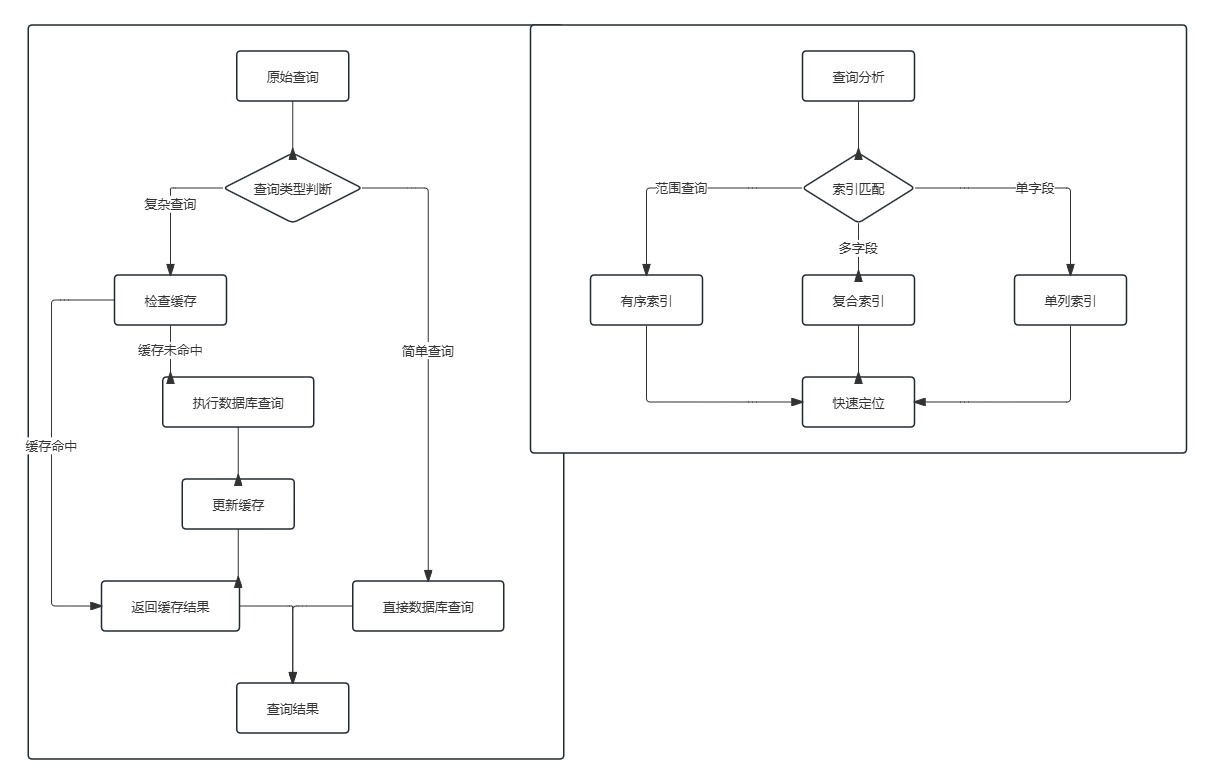 原始查询
查询类型判断
复杂查询
检查缓存
缓存未命中
简单查询
执行数据库查询
缓存命中
更新缓存
返回缓存结果
直接数据库查询
查询结果
查询分析
范围查询
索引匹配
单字段
多字段
有序索引
复合索引
单列索引
快速定位